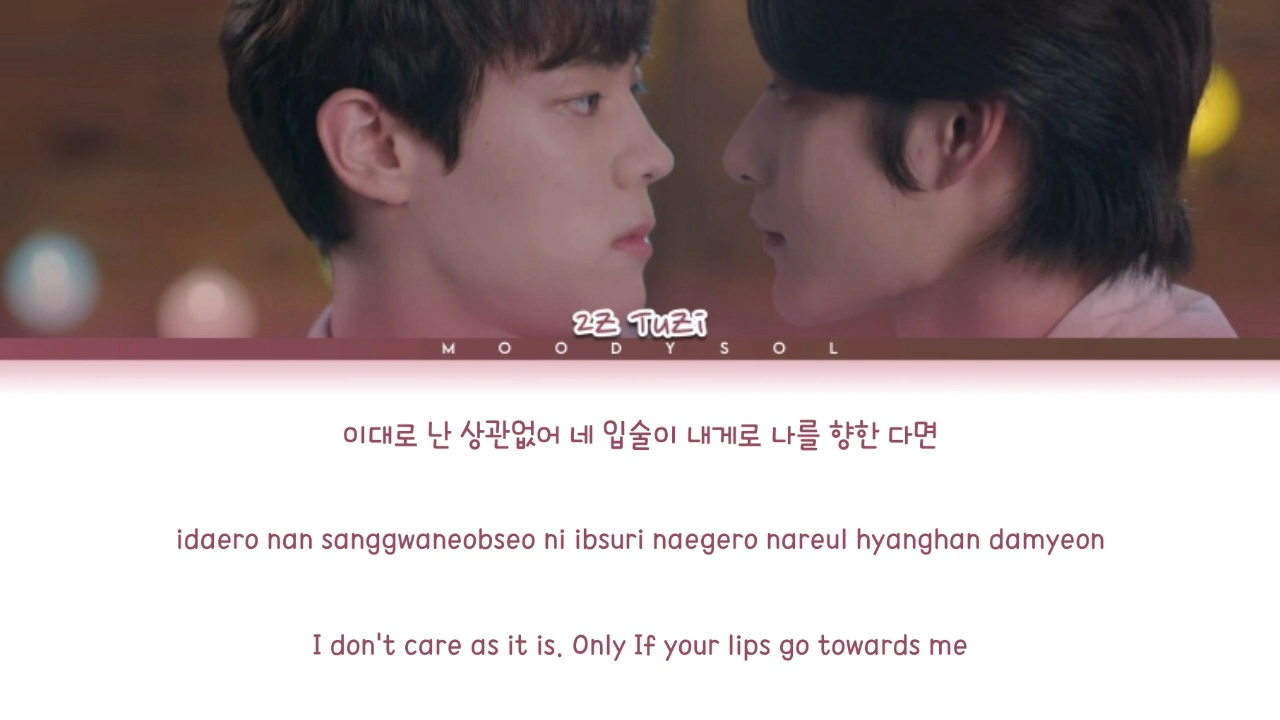 2Z TuZi
MOODYSOL
이대로 난 상관없어 네 입술이 내게로 나를 향한 다면
idaero nan sanggwaneobseo ni ibsuri naegero nareul hyanghan damyeon
I don't care as it is. Only If your lips go towards me